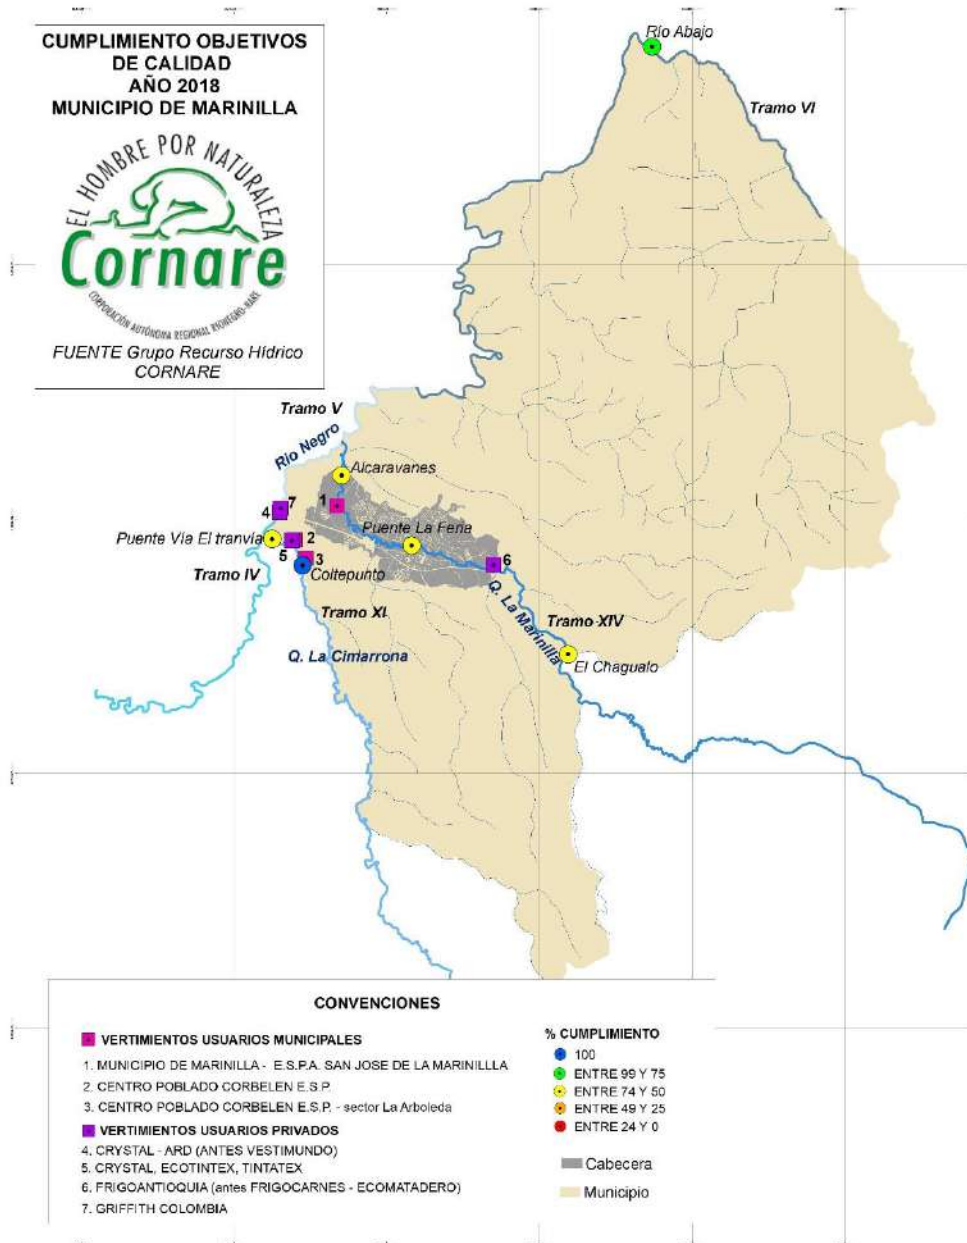 CUMPLIMIENTO OBJETIVOS
DE CALIDAD
AÑO 2018
MUNICIPIO DE MARINILLA
EL HOMBRE POR NATURALEZA
Cornare
CORPORACIÓN AUTÓNOMA REGIONAL RIONEGRO-NARE
FUENTE Grupo Recurso Hídrico
CORNARE
Río Abajo
Tramo VI
Tramo V
Río Negro
Alcaravanes
1
7
4
Puente La Feria
Puente Vía El tranvía
2
5
3
6
Coltepunto
Tramo IV
Q. La Marinilla
Tramo XI
Tramo XIV
Q. La Cimarrona
El Chagualo
CONVENCIONES
VERTIMIENTOS USUARIOS MUNICIPALES
1. MUNICIPIO DE MARINILLA - E.S.P.A. SAN JOSE DE LA MARINILLLA
2. CENTRO POBLADO CORBELEN E.S.P.
3. CENTRO POBLADO CORBELEN E.S.P. - sector La Arboleda
VERTIMIENTOS USUARIOS PRIVADOS
4. CRYSTAL - ARD (ANTES VESTIMUNDO)
5. CRYSTAL, ECOTINTEX, TINTATEX
6. FRIGOANTIOQUIA (antes FRIGOCARNES - ECOMATADERO)
7. GRIFFITH COLOMBIA
% CUMPLIMIENTO
100
ENTRE 99 Y 75
ENTRE 74 Y 50
ENTRE 49 Y 25
ENTRE 24 Y 0
Cabecera
Municipio